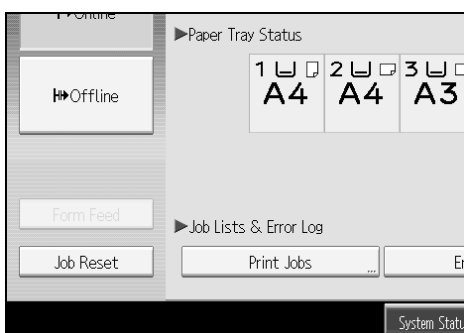 ▶Paper Tray Status
1 2 3
A4 A4 A3
Offline
Form Feed
▶Job Lists & Error Log
Job Reset
Print Jobs ...
System Statu